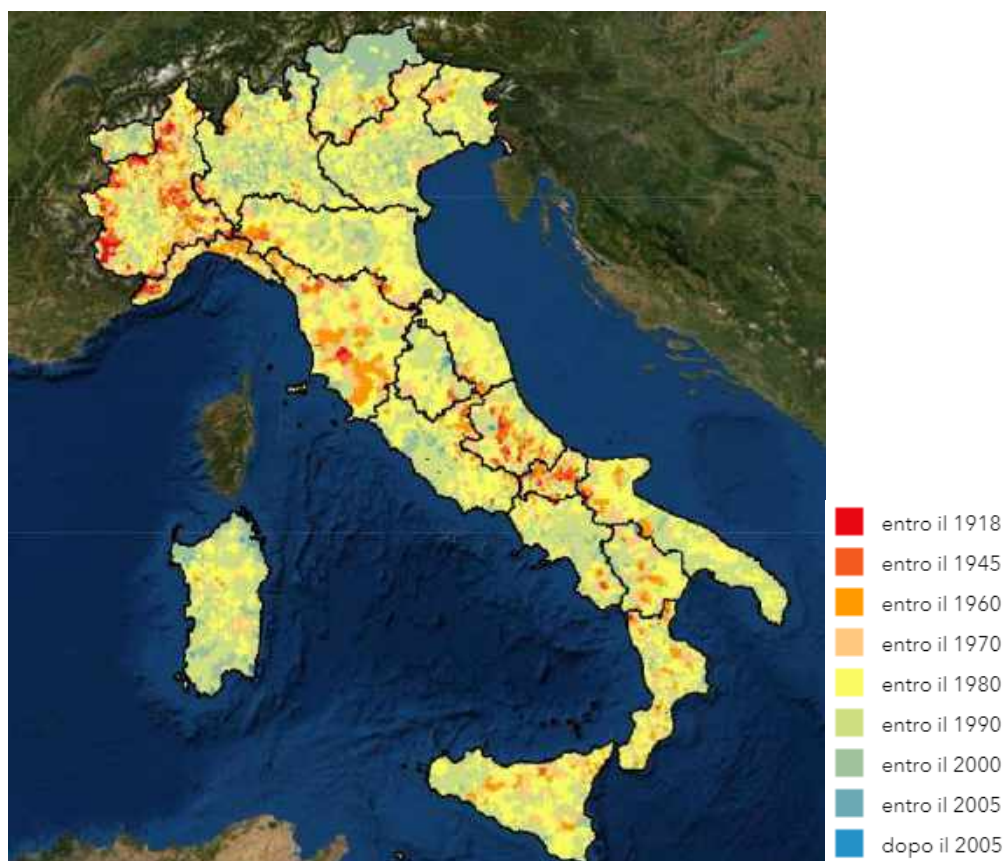 entro il 1918
entro il 1945
entro il 1960
entro il 1970
entro il 1980
entro il 1990
entro il 2000
entro il 2005
dopo il 2005